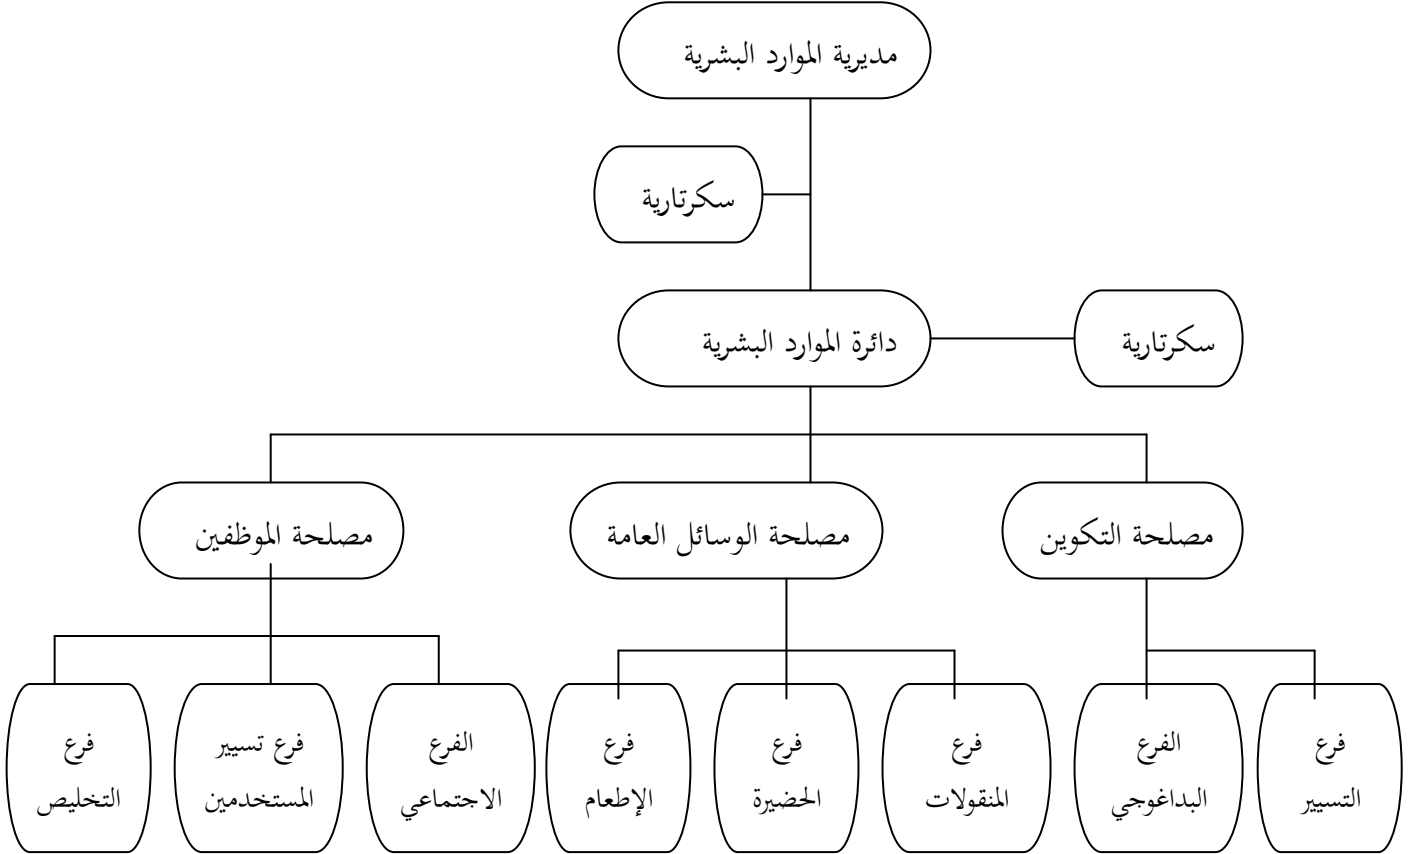 مديرية الموارد البشرية
سكرتارية
دائرة الموارد البشرية
سكرتارية
مصلحة التكوين
مصلحة الوسائل العامة
مصلحة الموظفين
فرع
التسيير
الفرع
البداغوجي
فرع
المنقولات
فرع
الحضيرة
فرع
الإطعام
الفرع
الاجتماعي
فرع تسيير
المستخدمين
فرع
التخليص